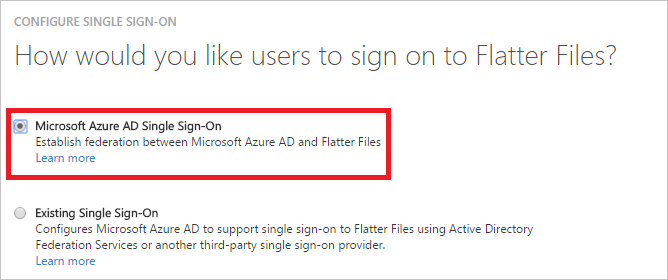 CONFIGURE SINGLE SIGN-ON
How would you like users to sign on to Flatter Files?
Microsoft Azure AD Single Sign-On
Establish federation between Microsoft Azure AD and Flatter Files
Learn more
Existing Single Sign-On
Configures Microsoft Azure AD to support single sign-on to Flatter Files using Active Directory
Federation Services or another third-party single sign-on provider.
Learn more